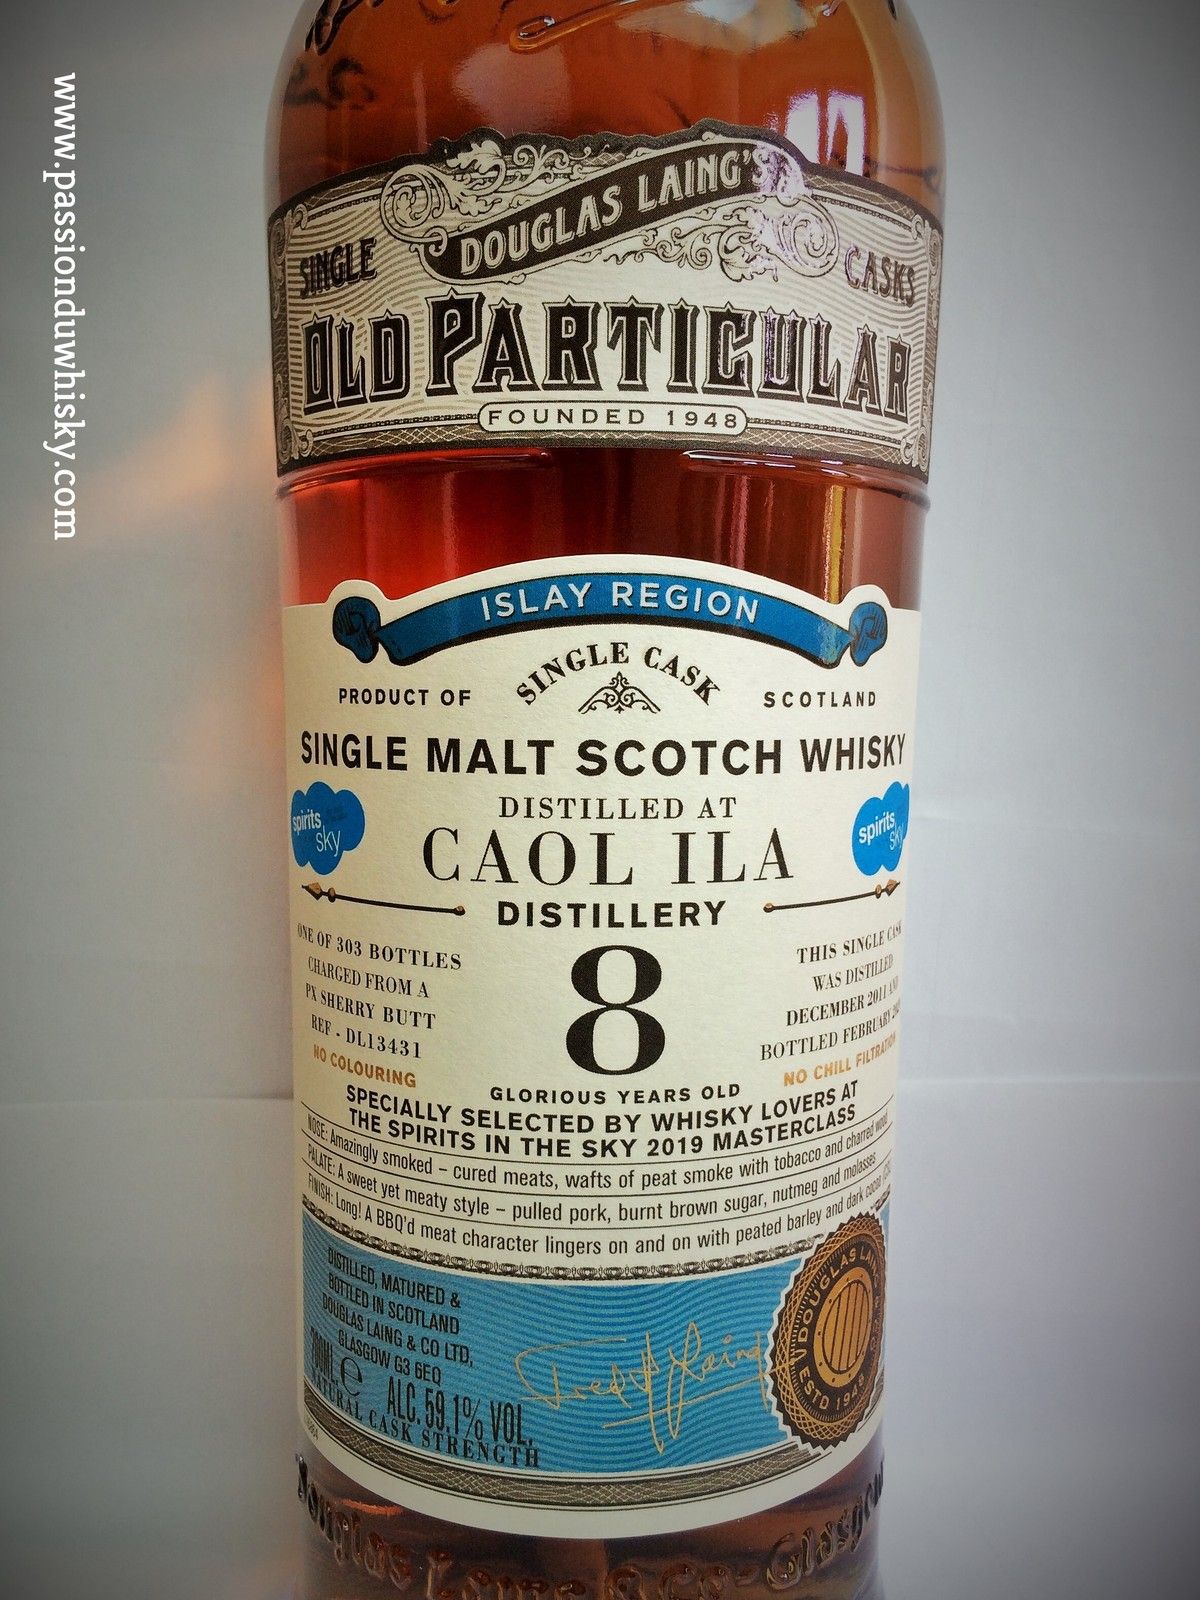 www.passionduwhisky.com
DOUGLAS LAING'S
SINGLE CASKS
OLD PARTICULAR
FOUNDED 1948
ISLAY REGION
SINGLE CASK
PRODUCT OF SCOTLAND
SINGLE MALT SCOTCH WHISKY
spirits
sky
spirits
sky
DISTILLED AT
CAOL ILA
DISTILLERY
ONE OF 303 BOTTLES
CHARGED FROM A
PX SHERRY BUTT
REF - DL13431
NO COLOURING
8
GLORIOUS YEARS OLD
THIS SINGLE CASK
WAS DISTILLED
DECEMBER 2011 AND
BOTTLED FEBRUARY
NO CHILL FILTRATION
SPECIALLY SELECTED BY WHISKY LOVERS AT
THE SPIRITS IN THE SKY 2019 MASTERCLASS
NOSE: Amazingly smoked – cured meats, wafts of peat smoke with tobacco and charred wood
PALATE: A sweet yet meaty style – pulled pork, burnt brown sugar, nutmeg and molasses
FINISH: Long! A BBQ'd meat character lingers on and on with peated barley and dark cocoa
DISTILLED, MATURED &
BOTTLED IN SCOTLAND
DOUGLAS LAING & CO LTD,
GLASGOW G3 6EQ
700ML e ALC. 59.1% VOL.
NATURAL CASK STRENGTH
Fred H Laing
DOUGLAS LAING &
ESTD 1948
Douglas Laing & Co - Glasgow